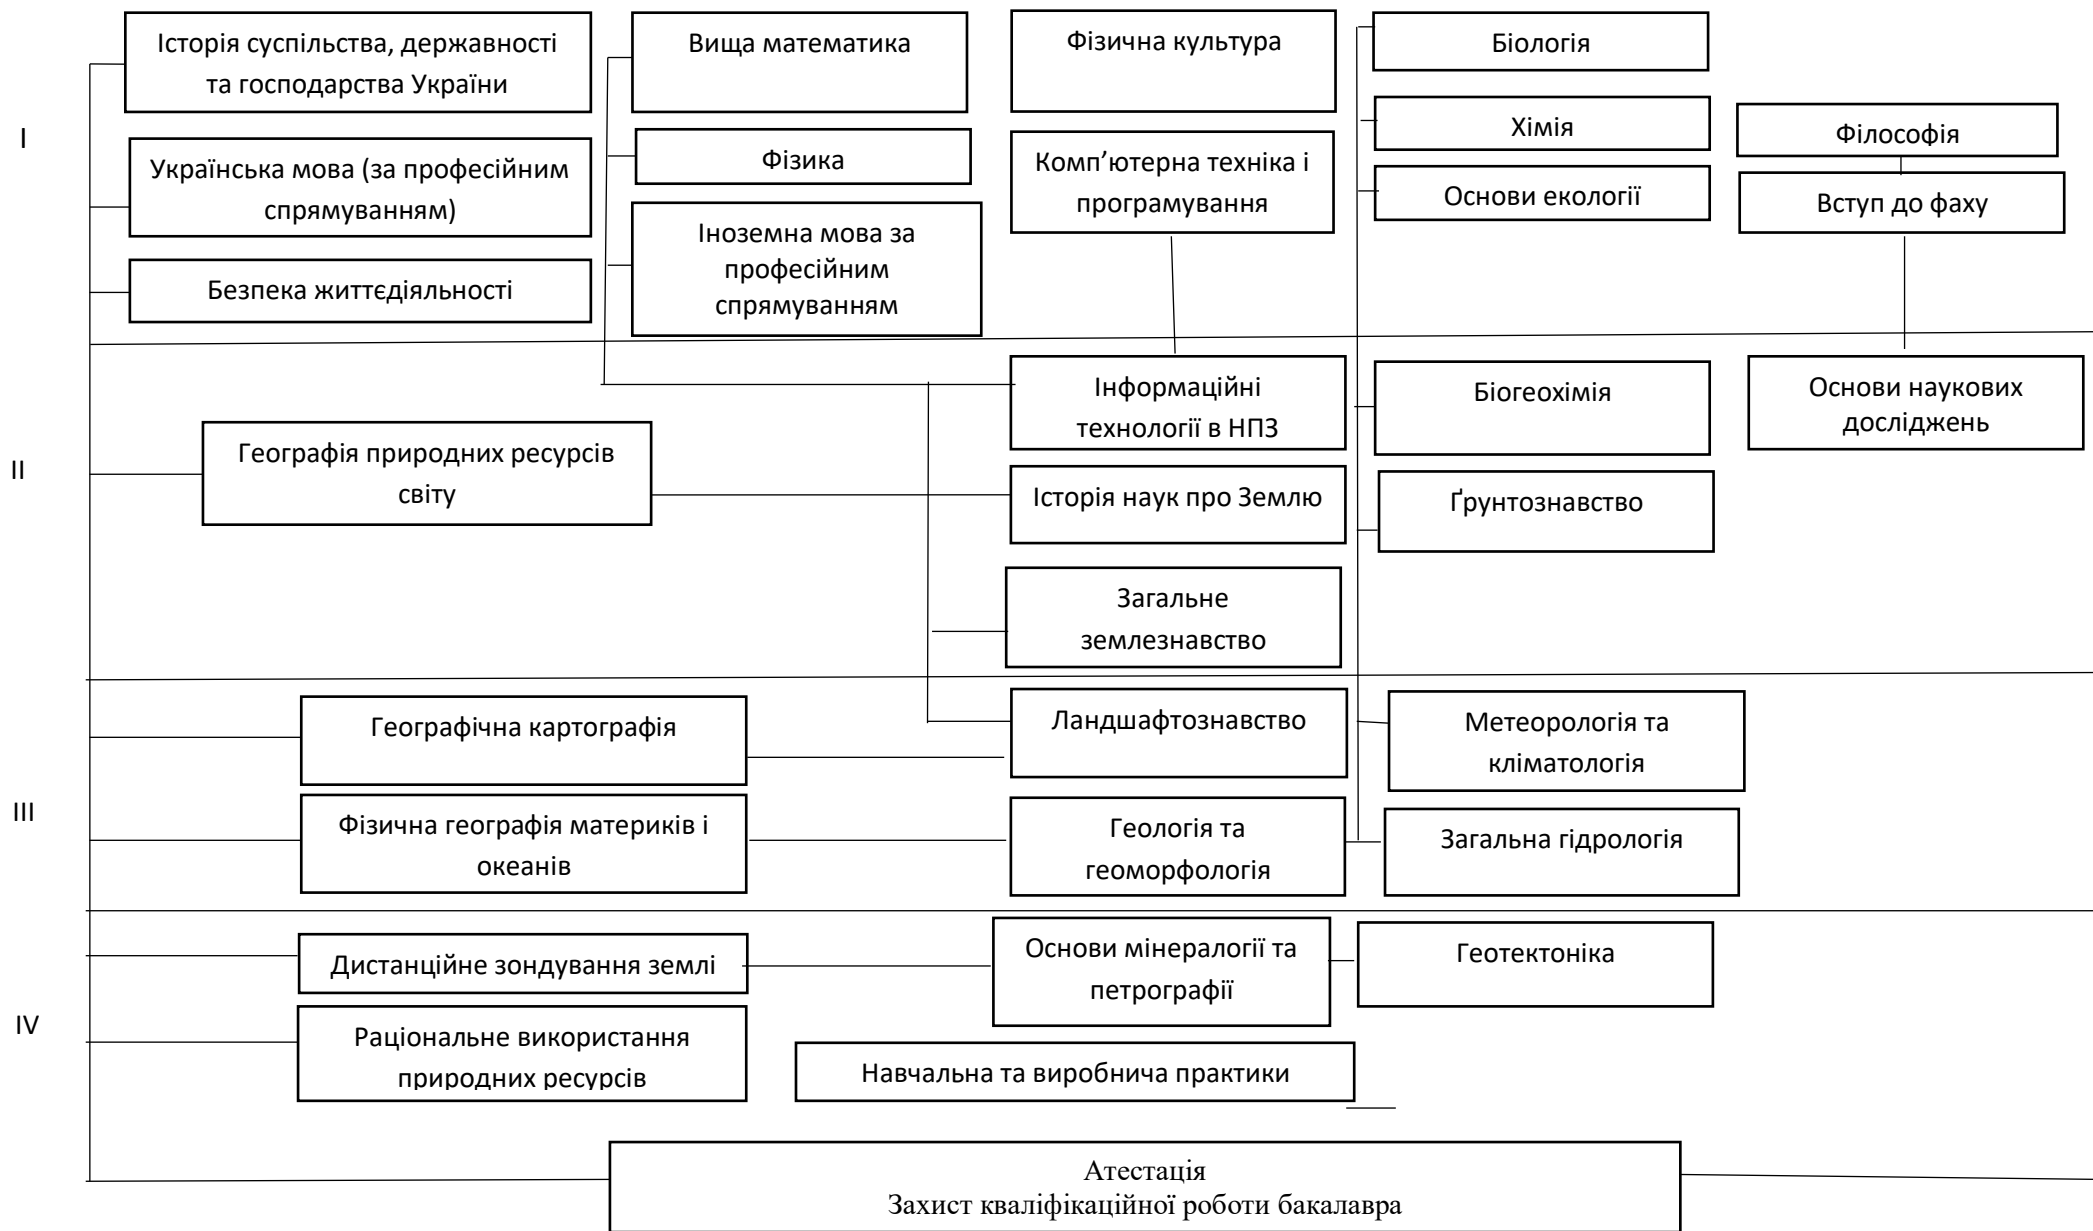 I
Історія суспільства, державності
та господарства України
Вища математика
Фізична культура
Біологія
Хімія
Філософія
Українська мова (за професійним
спрямуванням)
Фізика
Комп’ютерна техніка і
програмування
Основи екології
Вступ до фаху
Безпека життєдіяльності
Іноземна мова за
професійним
спрямуванням
II
Географія природних ресурсів
світу
Інформаційні
технології в НПЗ
Біогеохімія
Основи наукових
досліджень
Історія наук про Землю
Ґрунтознавство
Загальне
землезнавство
III
Географічна картографія
Ландшафтознавство
Метеорологія та
кліматологія
Фізична географія материків і
океанів
Геологія та
геоморфологія
Загальна гідрологія
IV
Дистанційне зондування землі
Основи мінералогії та
петрографії
Геотектоніка
Раціональне використання
природних ресурсів
Навчальна та виробнича практики
Атестація
Захист кваліфікаційної роботи бакалавра